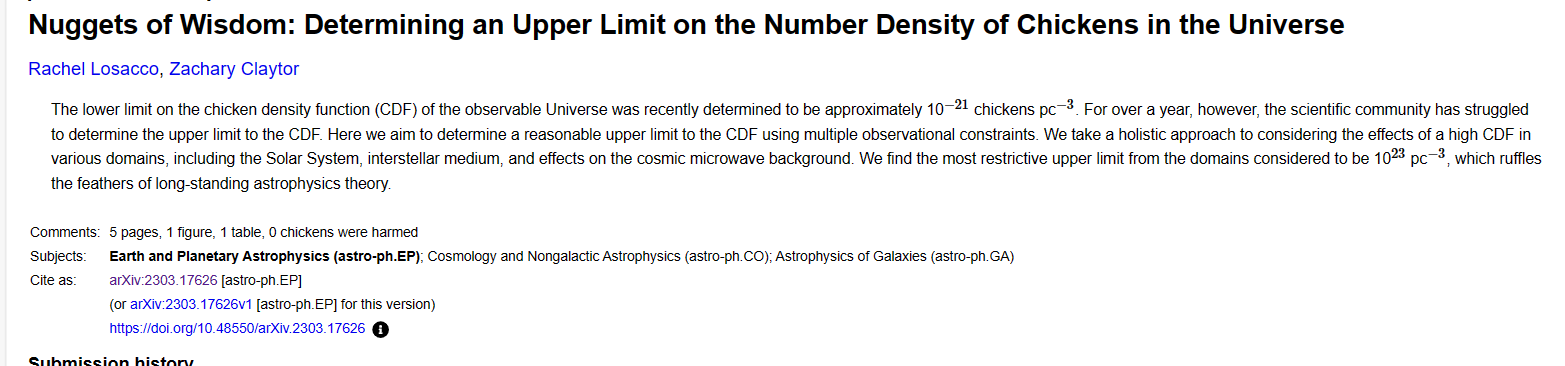 Nuggets of Wisdom: Determining an Upper Limit on the Number Density of Chickens in the Universe
Rachel Losacco, Zachary Claytor
The lower limit on the chicken density function (CDF) of the observable Universe was recently determined to be approximately 10⁻²¹ chickens pc⁻³. For over a year, however, the scientific community has struggled
to determine the upper limit to the CDF. Here we aim to determine a reasonable upper limit to the CDF using multiple observational constraints. We take a holistic approach to considering the effects of a high CDF in
various domains, including the Solar System, interstellar medium, and effects on the cosmic microwave background. We find the most restrictive upper limit from the domains considered to be 10²³ pc⁻³, which ruffles
the feathers of long-standing astrophysics theory.
Comments: 5 pages, 1 figure, 1 table, 0 chickens were harmed
Subjects: Earth and Planetary Astrophysics (astro-ph.EP); Cosmology and Nongalactic Astrophysics (astro-ph.CO); Astrophysics of Galaxies (astro-ph.GA)
Cite as: arXiv:2303.17626 [astro-ph.EP]
(or arXiv:2303.17626v1 [astro-ph.EP] for this version)
https://doi.org/10.48550/arXiv.2303.17626
Submission history